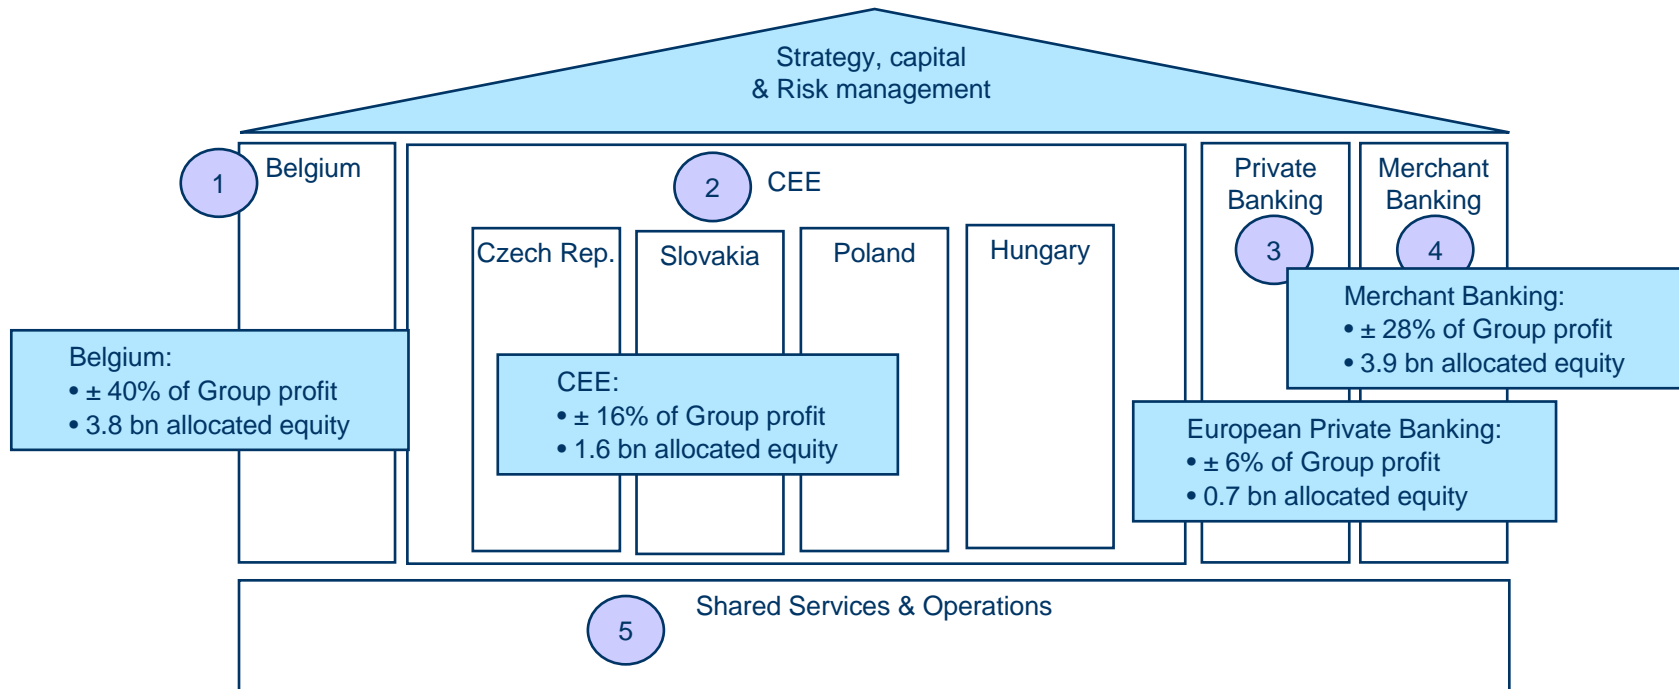 Strategy, capital
& Risk management
1
Belgium
2
CEE
Private
Banking
3
Merchant
Banking
4
Czech Rep.
Slovakia
Poland
Hungary
Belgium:
• ± 40% of Group profit
• 3.8 bn allocated equity
CEE:
• ± 16% of Group profit
• 1.6 bn allocated equity
Merchant Banking:
• ± 28% of Group profit
• 3.9 bn allocated equity
European Private Banking:
• ± 6% of Group profit
• 0.7 bn allocated equity
Shared Services & Operations
5